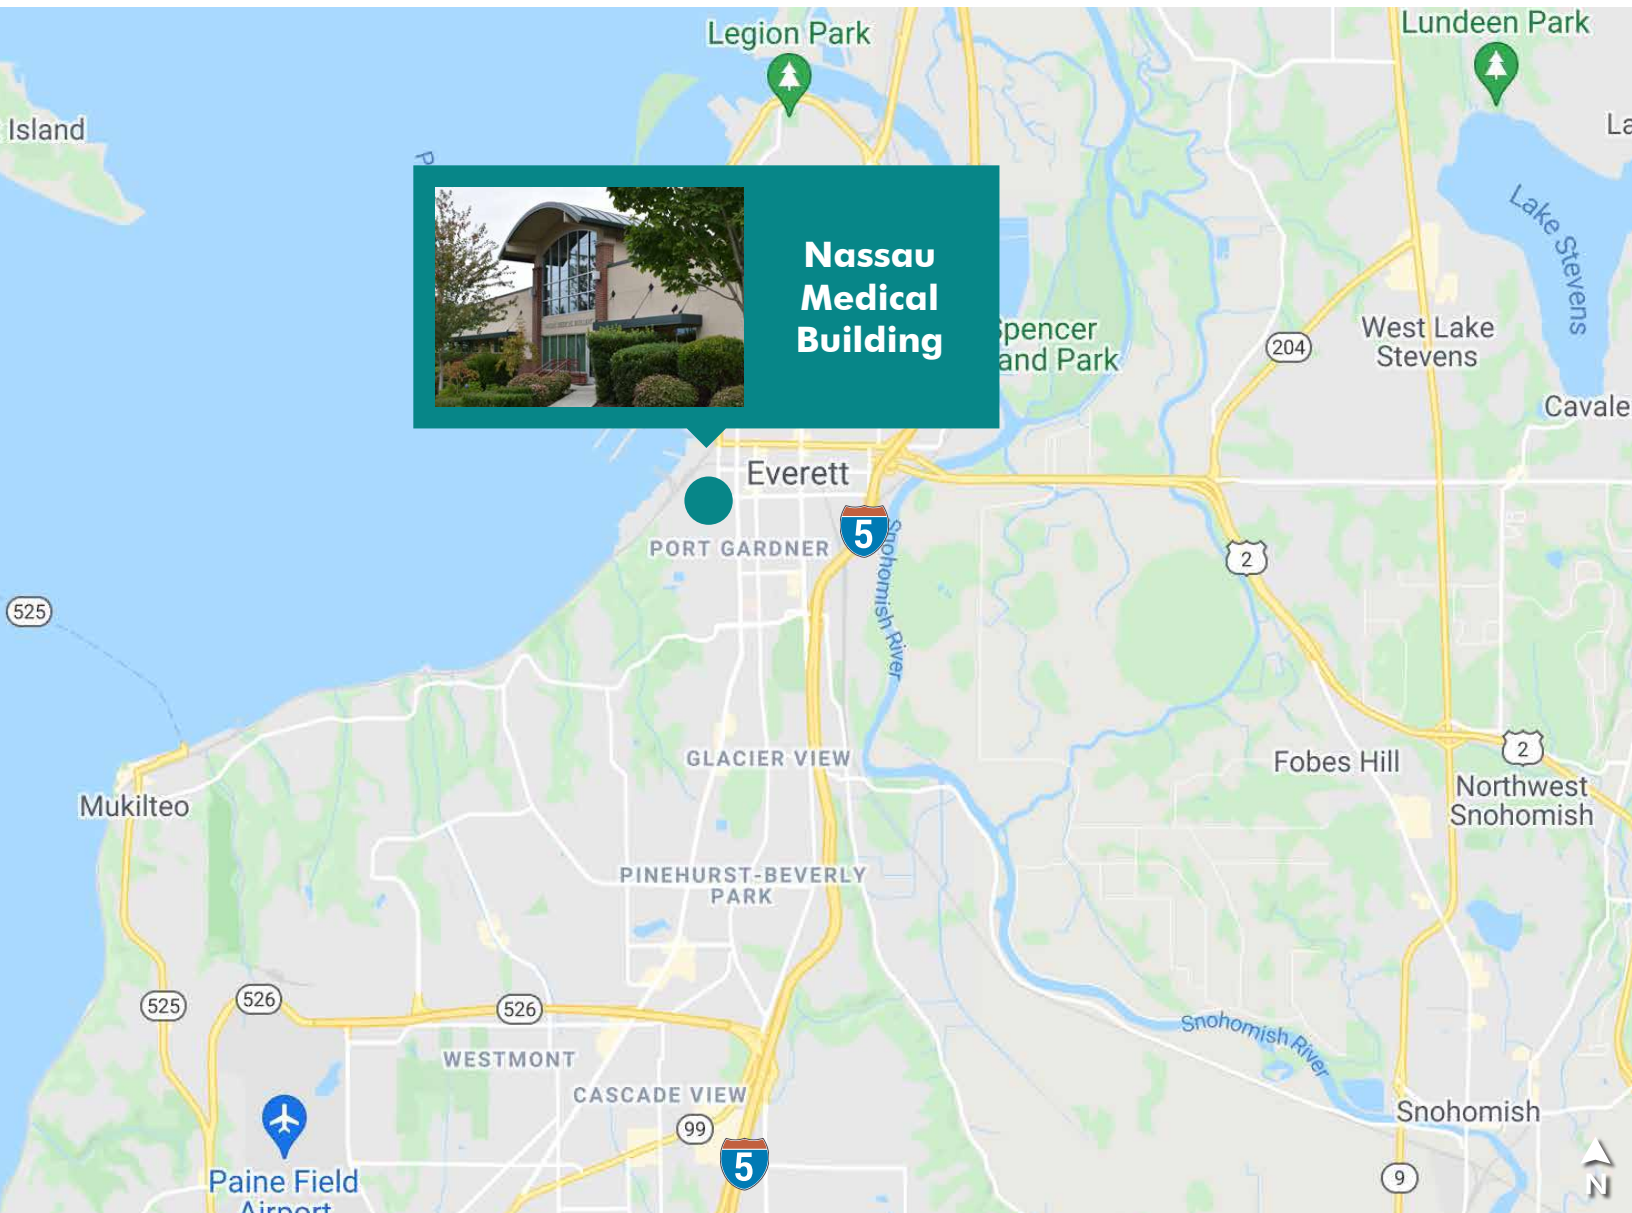 Legion Park
Lundeen Park
Island
La
P
Nassau
Medical
Building
Lake Stevens
Spencer
and Park
204
West Lake
Stevens
Cavale
Everett
5
PORT GARDNER
Snohomish River
2
525
GLACIER VIEW
Fobes Hill
2
Northwest
Snohomish
Mukilteo
PINEHURST-BEVERLY
PARK
525
526
526
Snohomish River
WESTMONT
CASCADE VIEW
99
5
Snohomish
Paine Field
Airport
9
N